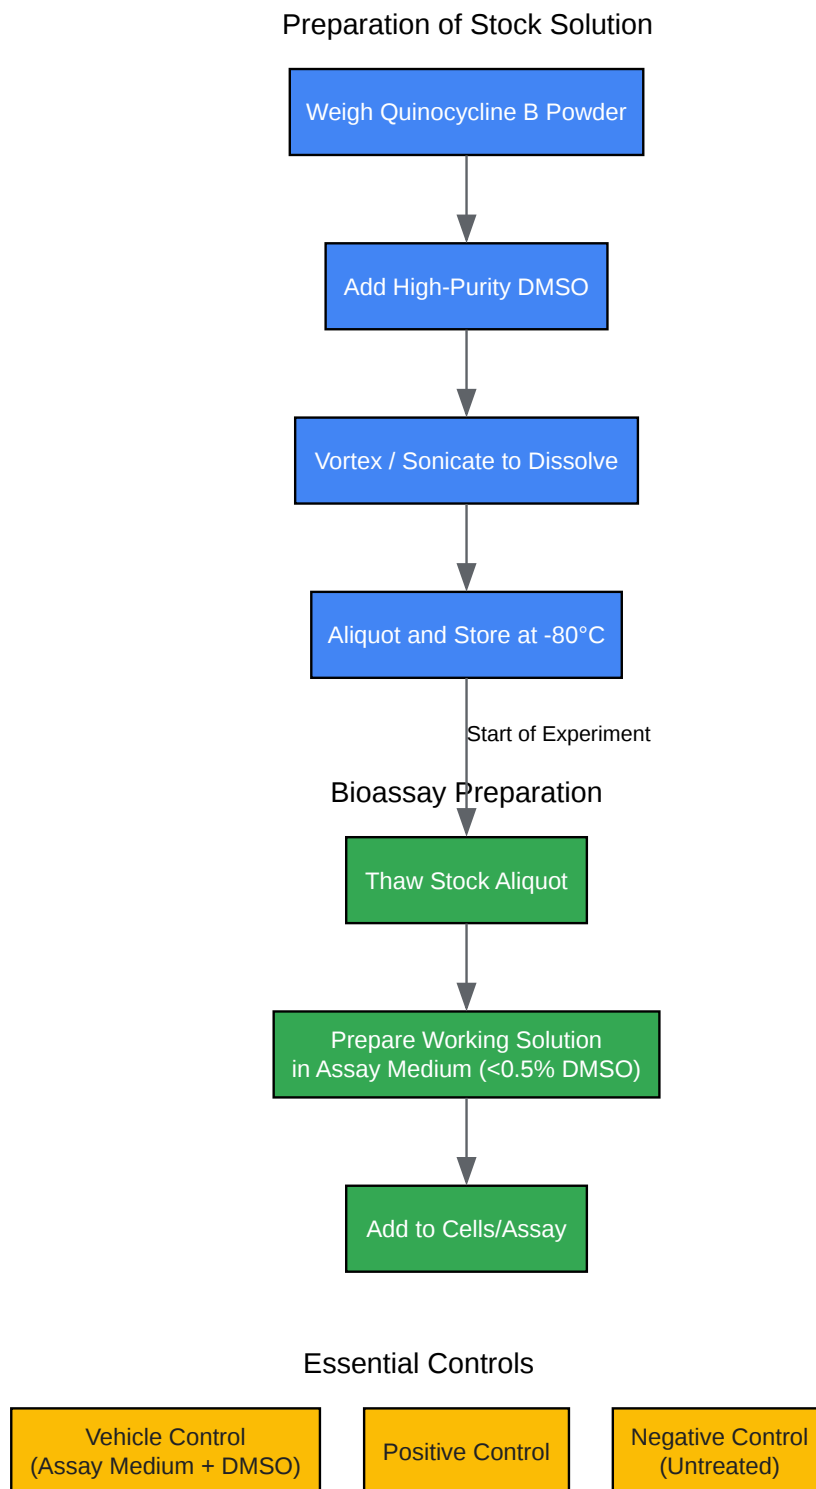 Preparation of Stock Solution
Weigh Quinocycline B Powder
Add High-Purity DMSO
Vortex / Sonicate to Dissolve
Aliquot and Store at -80°C
Start of Experiment
Bioassay Preparation
Thaw Stock Aliquot
Prepare Working Solution
in Assay Medium (<0.5% DMSO)
Add to Cells/Assay
Essential Controls
Vehicle Control
(Assay Medium + DMSO)
Positive Control
Negative Control
(Untreated)